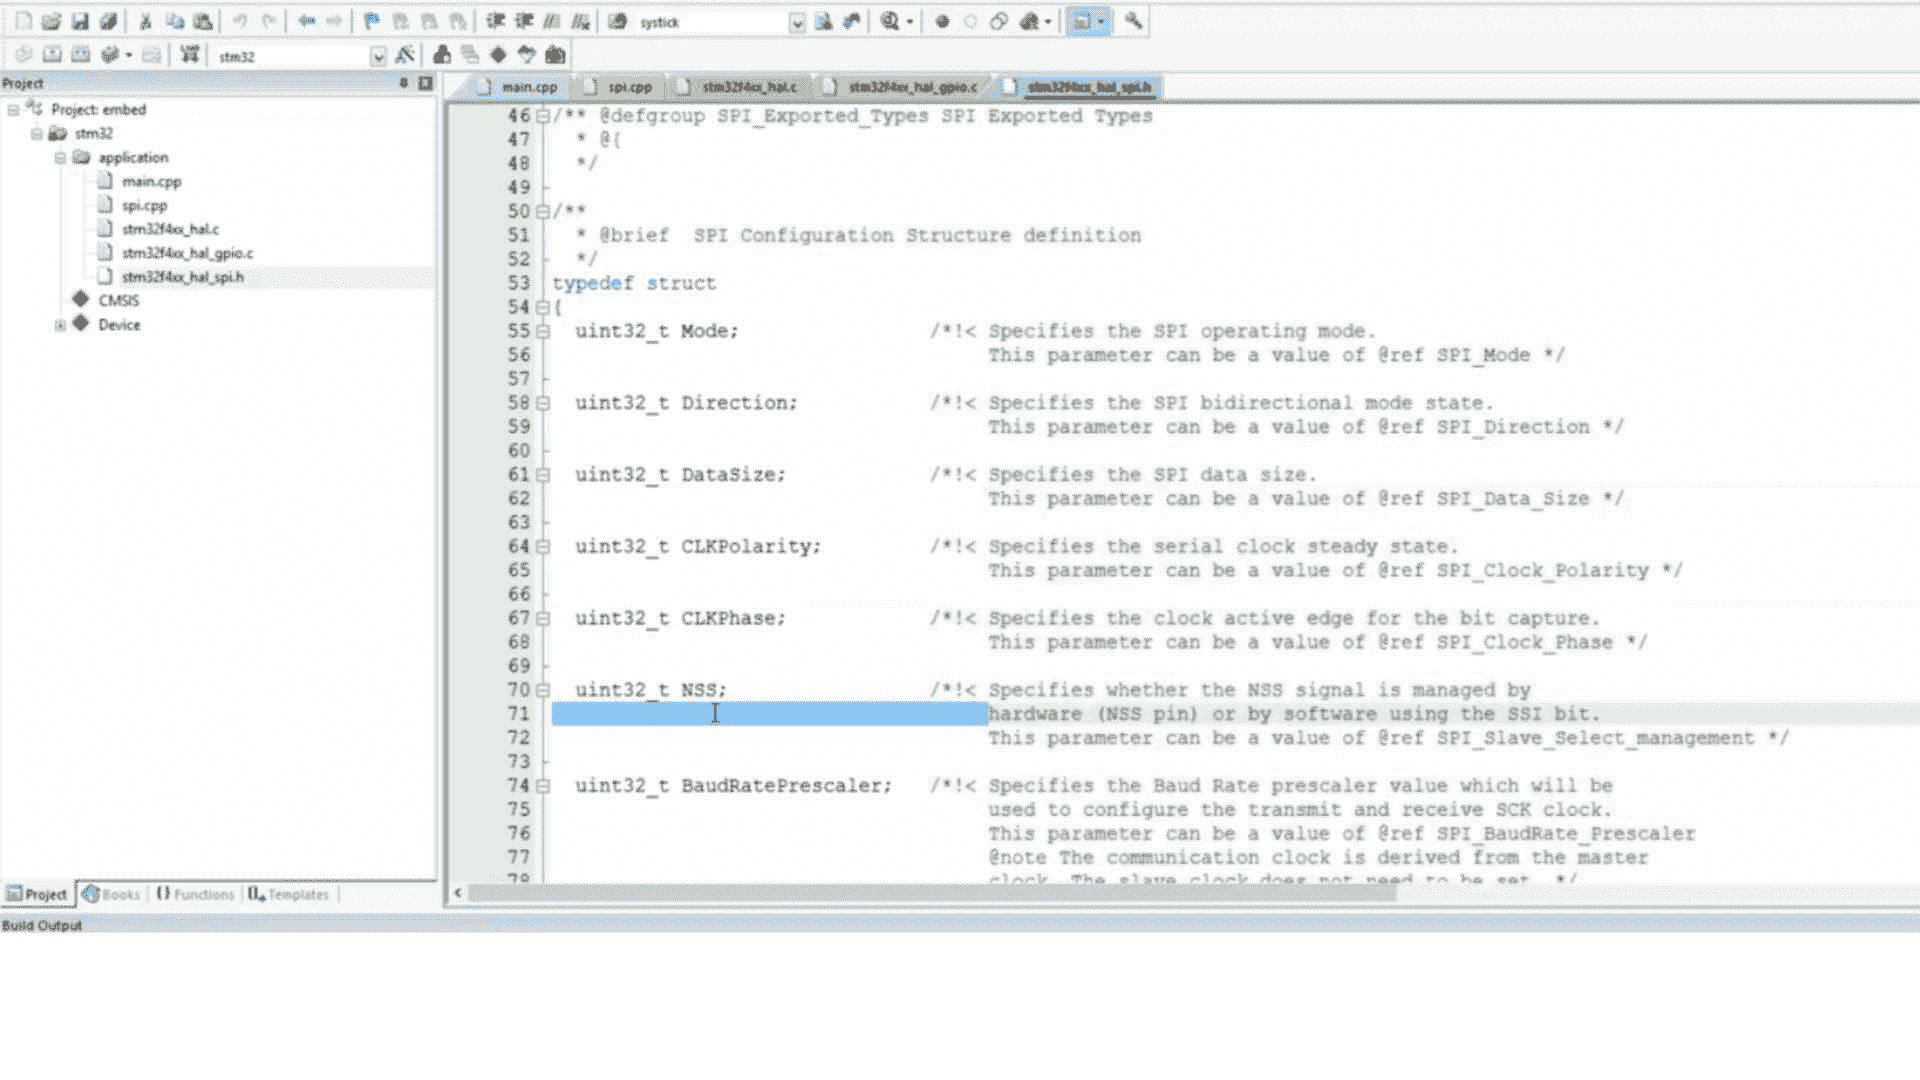 systick
stm32
Project
Project: embed
stm32
application
main.cpp
spi.cpp
stm32f4xx_hal.c
stm32f4xx_hal_gpio.c
stm32f4xx_hal_spi.h
CMSIS
Device
Project Books {} Functions Templates
Build Output
main.cpp spi.cpp stm32f4xx_hal.c stm32f4xx_hal_gpio.c stm32f4xx_hal_spi.h
46 /** @defgroup SPI_Exported_Types SPI Exported Types
47 * @{
48 */
49
50 /**
51 * @brief  SPI Configuration Structure definition
52 */
53 typedef struct
54 {
55 uint32_t Mode; /*!< Specifies the SPI operating mode.
56 This parameter can be a value of @ref SPI_Mode */
57
58 uint32_t Direction; /*!< Specifies the SPI bidirectional mode state.
59 This parameter can be a value of @ref SPI_Direction */
60
61 uint32_t DataSize; /*!< Specifies the SPI data size.
62 This parameter can be a value of @ref SPI_Data_Size */
63
64 uint32_t CLKPolarity; /*!< Specifies the serial clock steady state.
65 This parameter can be a value of @ref SPI_Clock_Polarity */
66
67 uint32_t CLKPhase; /*!< Specifies the clock active edge for the bit capture.
68 This parameter can be a value of @ref SPI_Clock_Phase */
69
70 uint32_t NSS; /*!< Specifies whether the NSS signal is managed by
71 hardware (NSS pin) or by software using the SSI bit.
72 This parameter can be a value of @ref SPI_Slave_Select_management */
73
74 uint32_t BaudRatePrescaler; /*!< Specifies the Baud Rate prescaler value which will be
75 used to configure the transmit and receive SCK clock.
76 This parameter can be a value of @ref SPI_BaudRate_Prescaler
77 @note The communication clock is derived from the master
78 clock. The slave clock does not need to be set. */